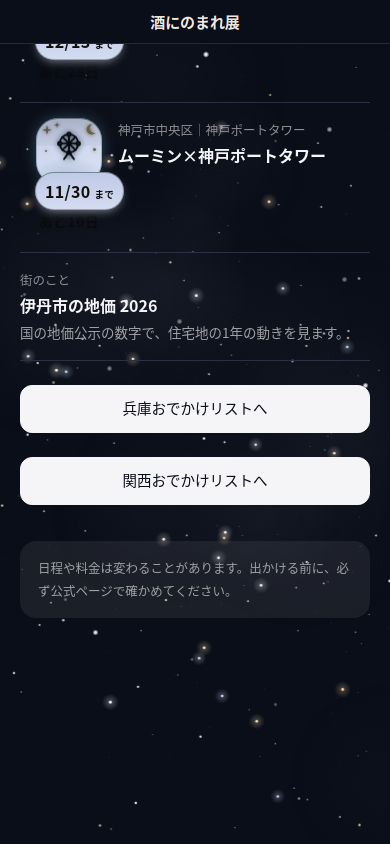 酒にのまれ展
12/13 まで
神戸市中央区｜神戸ポートタワー
ムーミン×神戸ポートタワー
11/30 まで
街のこと
伊丹市の地価 2026
国の地価公示の数字で、住宅地の1年の動きを見ます。
兵庫おでかけリストへ
関西おでかけリストへ
日程や料金は変わることがあります。出かける前に、必
ず公式ページで確かめてください。